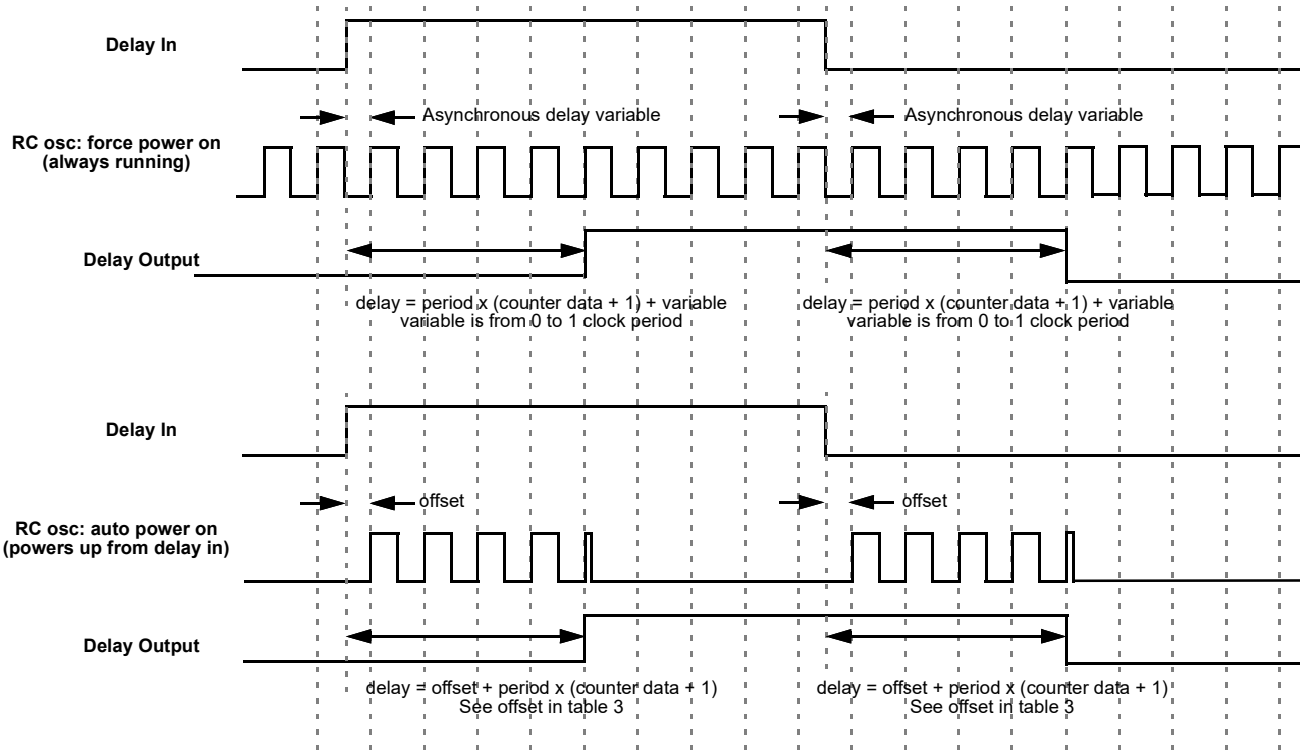 Delay In
Asynchronous delay variable
Asynchronous delay variable
RC osc: force power on
(always running)
Delay Output
delay = period x (counter data + 1) + variable
variable is from 0 to 1 clock period
delay = period x (counter data + 1) + variable
variable is from 0 to 1 clock period
Delay In
offset
offset
RC osc: auto power on
(powers up from delay in)
Delay Output
delay = offset + period x (counter data + 1)
See offset in table 3
delay = offset + period x (counter data + 1)
See offset in table 3